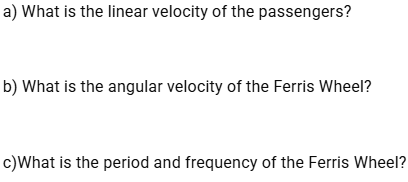 a) What is the linear velocity of the passengers?
b) What is the angular velocity of the Ferris Wheel?
c)What is the period and frequency of the Ferris Wheel?